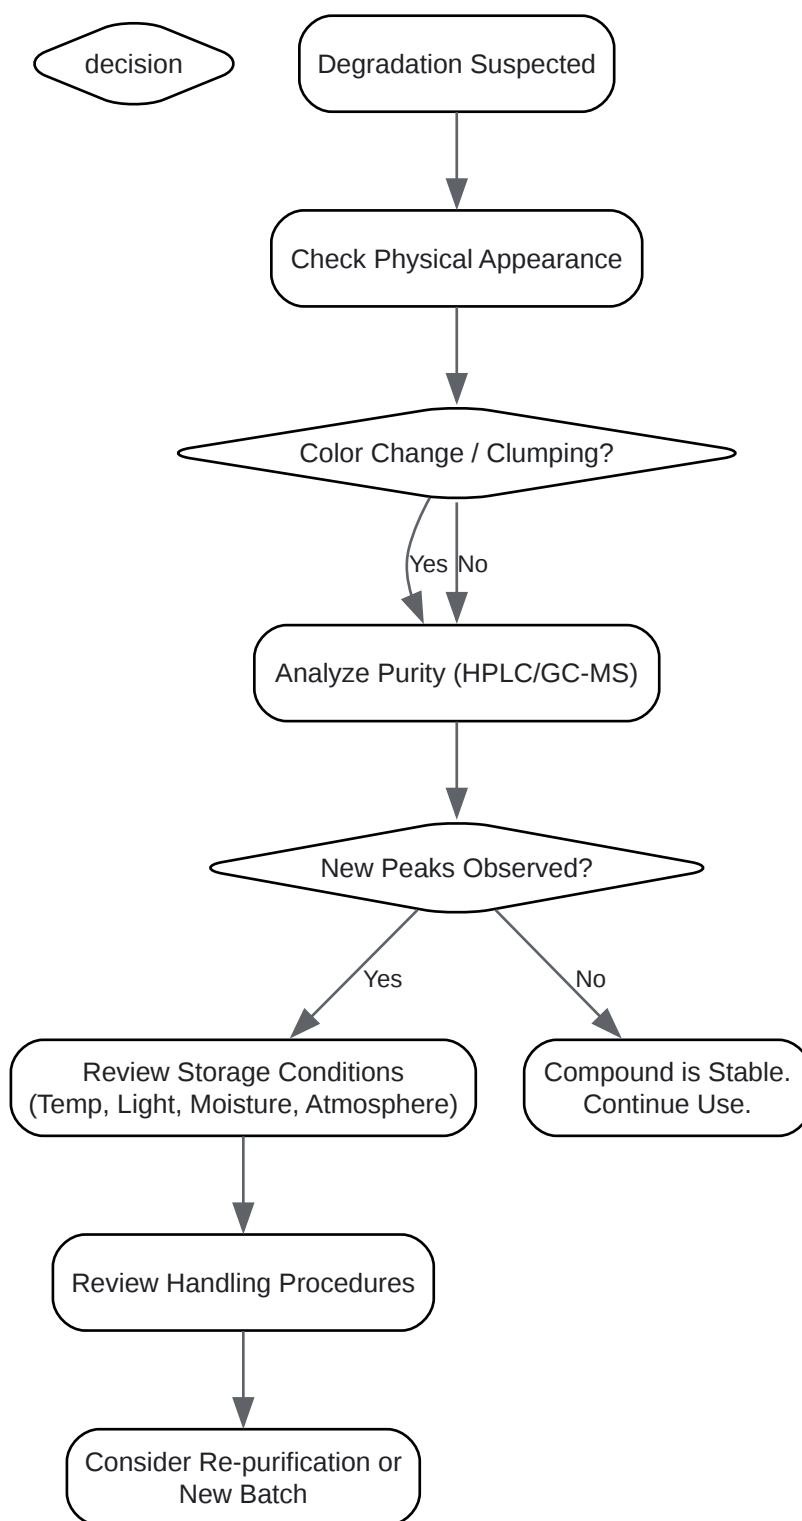 decision
Degradation Suspected
Check Physical Appearance
Color Change / Clumping?
Yes
No
Analyze Purity (HPLC/GC-MS)
New Peaks Observed?
Yes
No
Review Storage Conditions
(Temp, Light, Moisture, Atmosphere)
Compound is Stable.
Continue Use.
Review Handling Procedures
Consider Re-purification or
New Batch